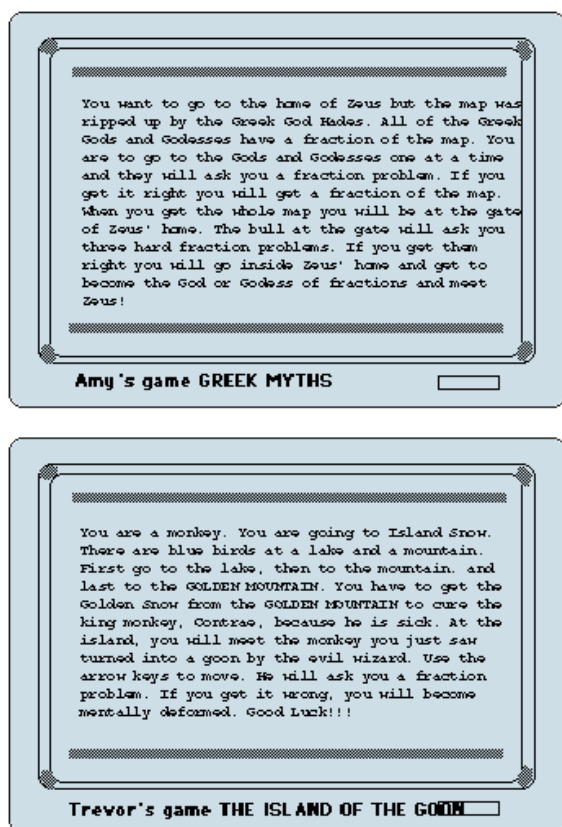 You want to go to the home of Zeus but the map was
ripped up by the Greek God Hades. All of the Greek
Gods and Godesses have a fraction of the map. You
are to go to the Gods and Godesses one at a time
and they will ask you a fraction problem. If you
get it right you will get a fraction of the map.
When you get the whole map you will be at the gate
of Zeus' home. The bull at the gate will ask you
three hard fraction problems. If you get them
right you will go inside Zeus' home and get to
become the God or Godess of fractions and meet
Zeus!
Amy's game GREEK MYTHS
You are a monkey. You are going to Island Snow.
There are blue birds at a lake and a mountain.
First go to the lake, then to the mountain. and
last to the GOLDEN MOUNTAIN. You have to get the
Golden Snow from the GOLDEN MOUNTAIN to cure the
king monkey, Contrae, because he is sick. At the
island, you will meet the monkey you just saw
turned into a goon by the evil wizard. Use the
arrow keys to move. He will ask you a fraction
problem. If you get it wrong, you will become
mentally deformed. Good Luck!!!
Trevor's game THE ISLAND OF THE GOON